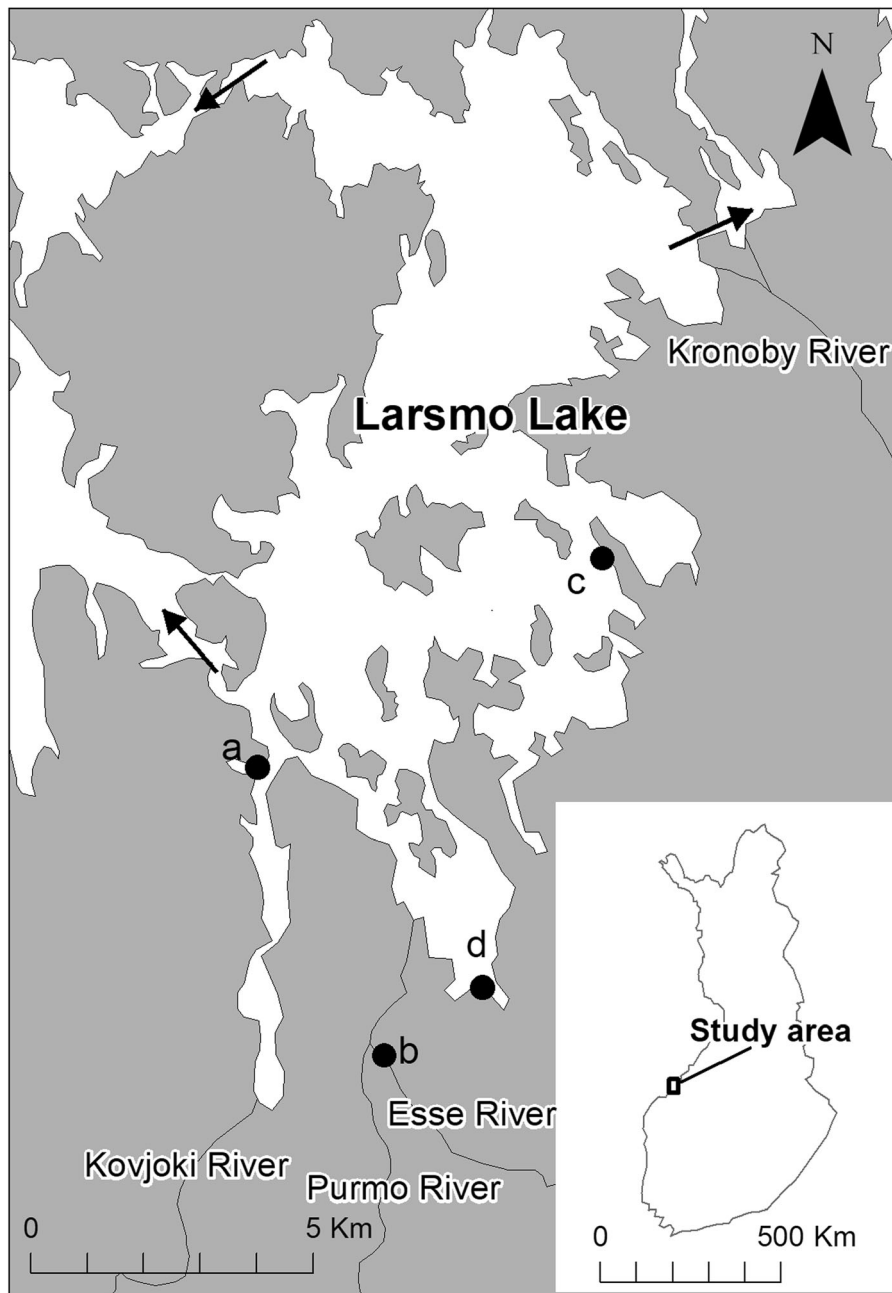 N
Kronoby River
Larsmo Lake
c
a
d
b
Study area
Esse River
Kovjoki River
Purmo River
0 5 Km
0 500 Km